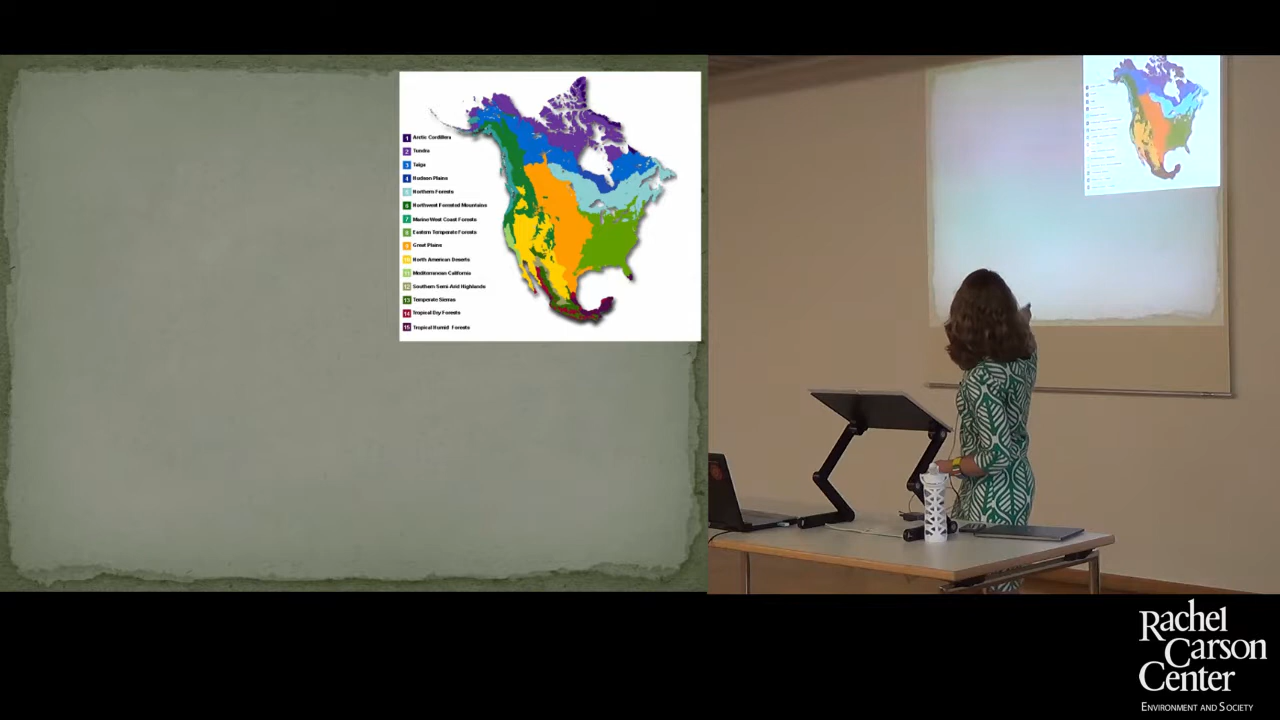 1 Arctic Cordillera
2 Tundra
3 Taiga
4 Hudson Plains
5 Northern Forests
6 Northwest Forested Mountains
7 Marine West Coast Forests
8 Eastern Temperate Forests
9 Great Plains
10 North American Deserts
11 Mediterranean California
12 Southern Semi-Arid Highlands
13 Temperate Sierras
14 Tropical Dry Forests
15 Tropical Humid Forests
Rachel
Carson
Center
ENVIRONMENT AND SOCIETY